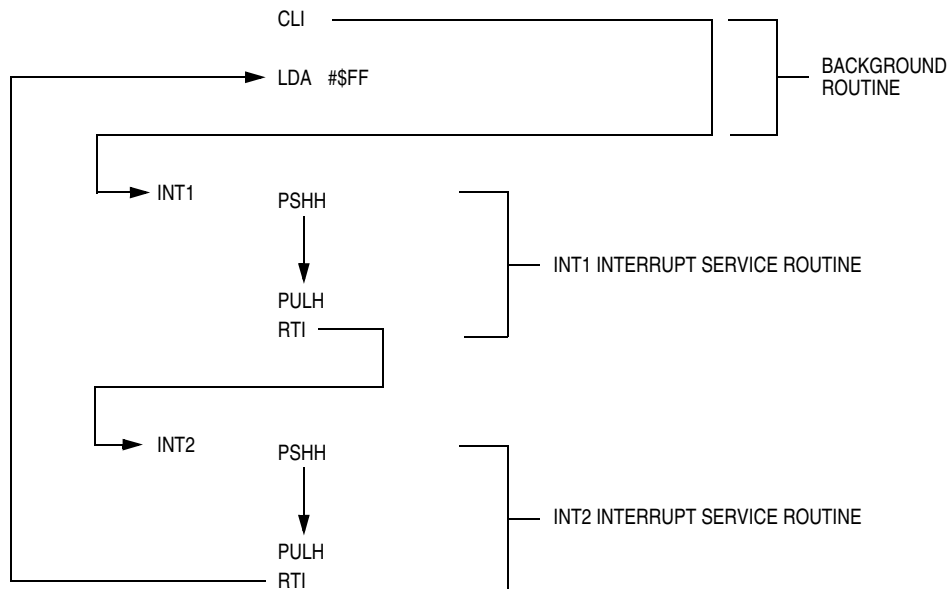 CLI
LDA #$FF
BACKGROUND
ROUTINE
INT1
PSHH
INT1 INTERRUPT SERVICE ROUTINE
PULH
RTI
INT2
PSHH
INT2 INTERRUPT SERVICE ROUTINE
PULH
RTI